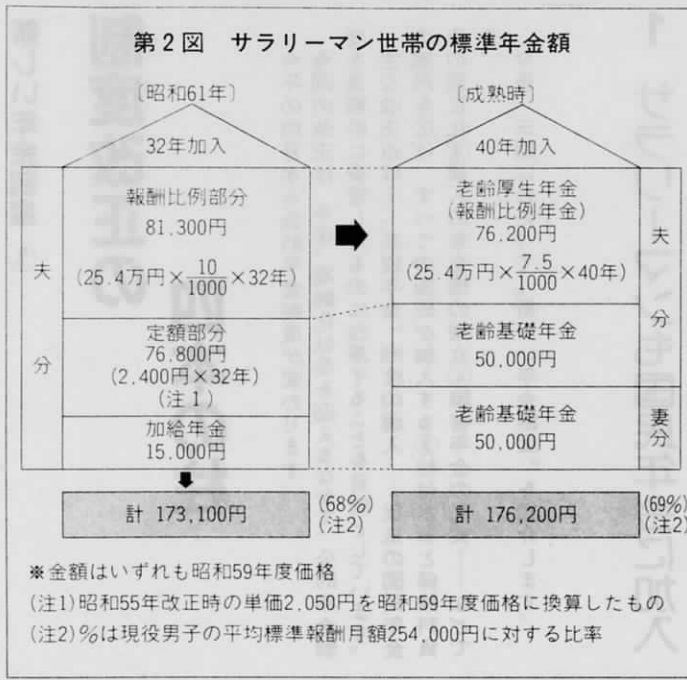 第2図 サラリーマン世帯の標準年金額
〔昭和61年〕
32年加入
夫分
報酬比例部分
81.300円
(25.4万円×10/1000×32年)
定額部分
76.800円
(2.400円×32年)
(注1)
加給年金
15.000円
計 173,100円
(68%)
(注2)
〔成熟時〕
40年加入
老齢厚生年金
(報酬比例年金)
76.200円
(25.4万円×7.5/1000×40年)
老齢基礎年金
50.000円
夫分
老齢基礎年金
50,000円
妻分
計 176,200円
(69%)
(注2)
※金額はいずれも昭和59年度価格
(注1)昭和55年改正時の単価2,050円を昭和59年度価格に換算したもの
(注2)%は現役男子の平均標準報酬月額254,000円に対する比率